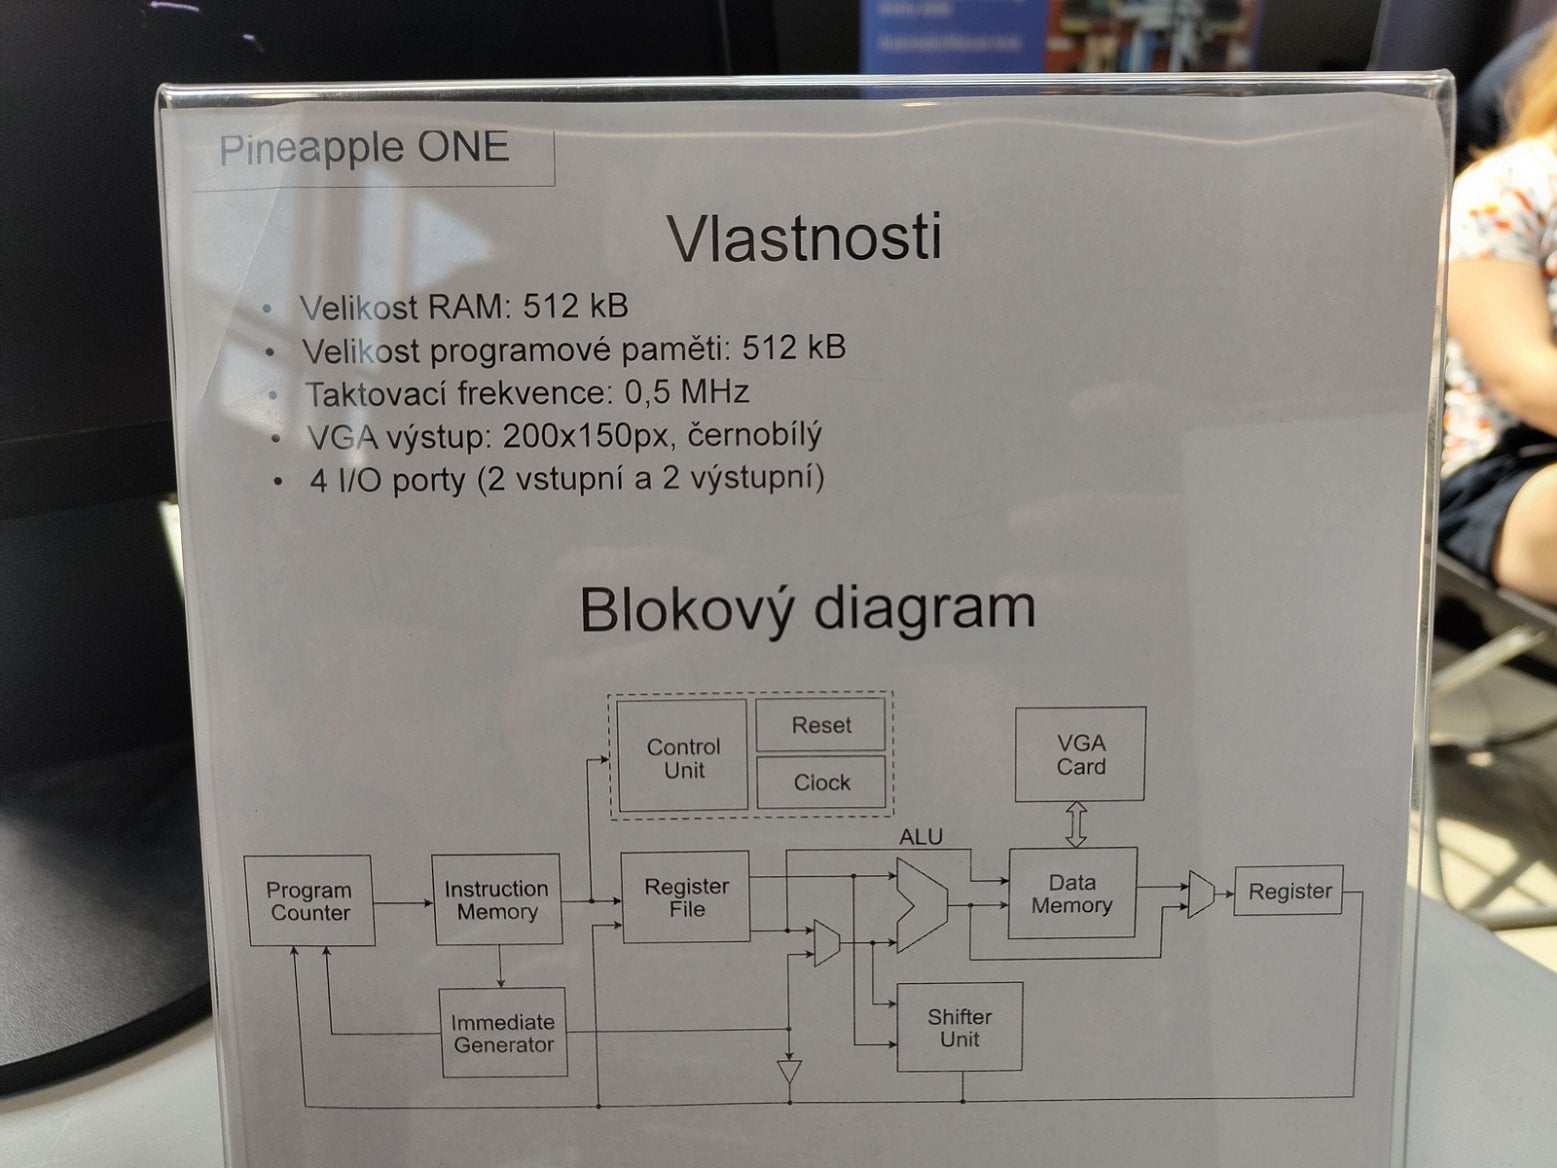 Pineapple ONE
Vlastnosti
• Velikost RAM: 512 kB
• Velikost programové paměti: 512 kB
• Taktovací frekvence: 0,5 MHz
• VGA výstup: 200x150px, černobílý
• 4 I/O porty (2 vstupní a 2 výstupní)
Blokový diagram
Control
Unit
Reset
Clock
VGA
Card
ALU
Program
Counter
Instruction
Memory
Register
File
Data
Memory
Register
Immediate
Generator
Shifter
Unit